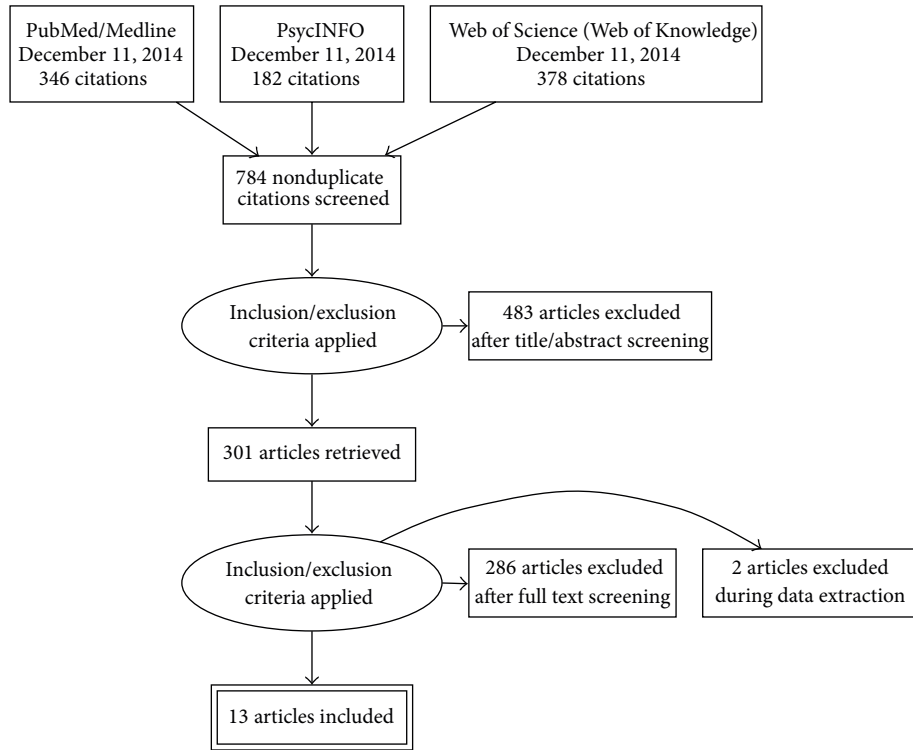 PubMed/Medline
December 11, 2014
346 citations
PsycINFO
December 11, 2014
182 citations
Web of Science (Web of Knowledge)
December 11, 2014
378 citations
784 nonduplicate
citations screened
Inclusion/exclusion
criteria applied
483 articles excluded
after title/abstract screening
301 articles retrieved
Inclusion/exclusion
criteria applied
286 articles excluded
after full text screening
2 articles excluded
during data extraction
13 articles included